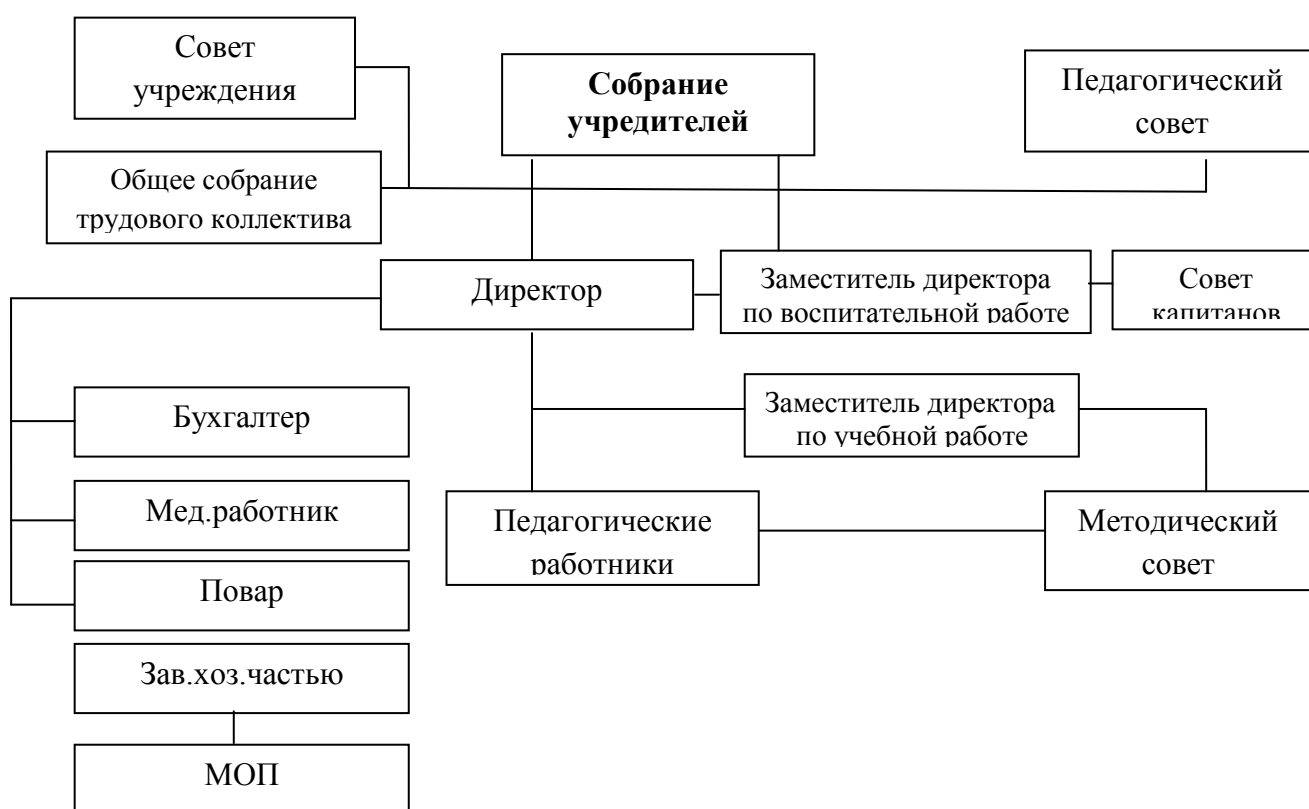 Совет
учреждения
Собрание
учредителей
Педагогический
совет
Общее собрание
трудового коллектива
Директор
Заместитель директора
по воспитательной работе
Совет
капитанов
Бухгалтер
Заместитель директора
по учебной работе
Мед.работник
Педагогические
работники
Методический
совет
Повар
Зав.хоз.частью
МОП